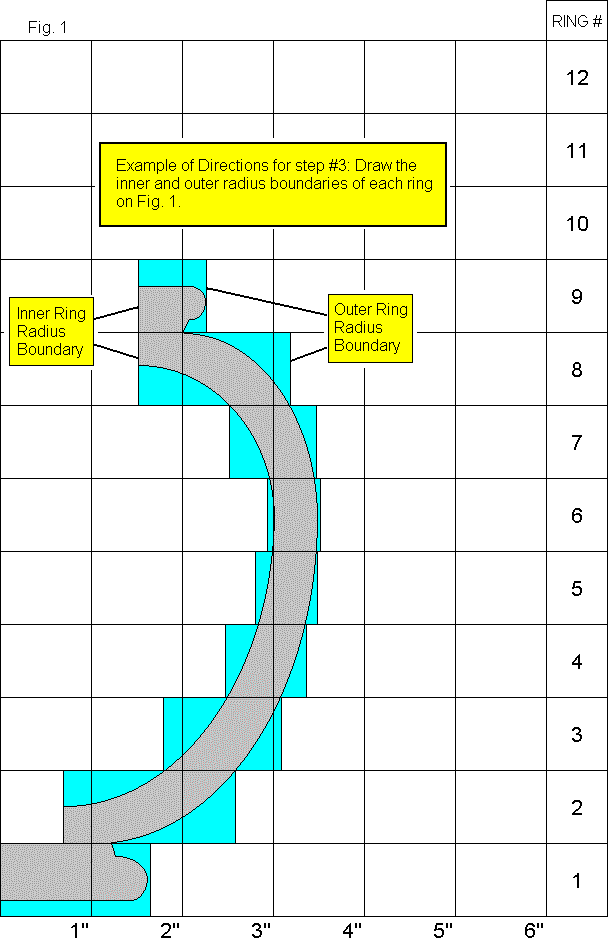 RING #
Fig. 1
12
11
Example of Directions for step #3: Draw the
inner and outer radius boundaries of each ring
on Fig. 1.
10
9
Inner Ring
Radius
Boundary
Outer Ring
Radius
Boundary
8
7
6
5
4
3
2
1
1" 2" 3" 4" 5" 6"